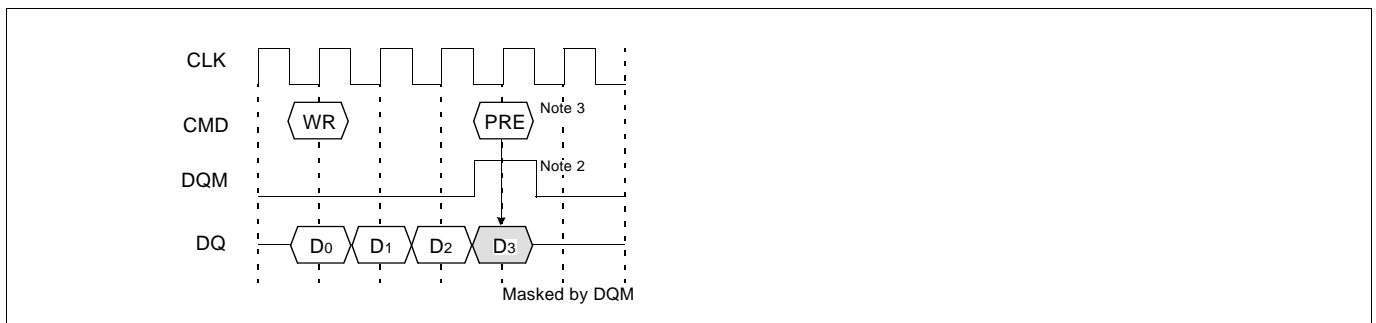 CLK
CMD WR PRE Note 3
DQM Note 2
DQ D0 D1 D2 D3
Masked by DQM